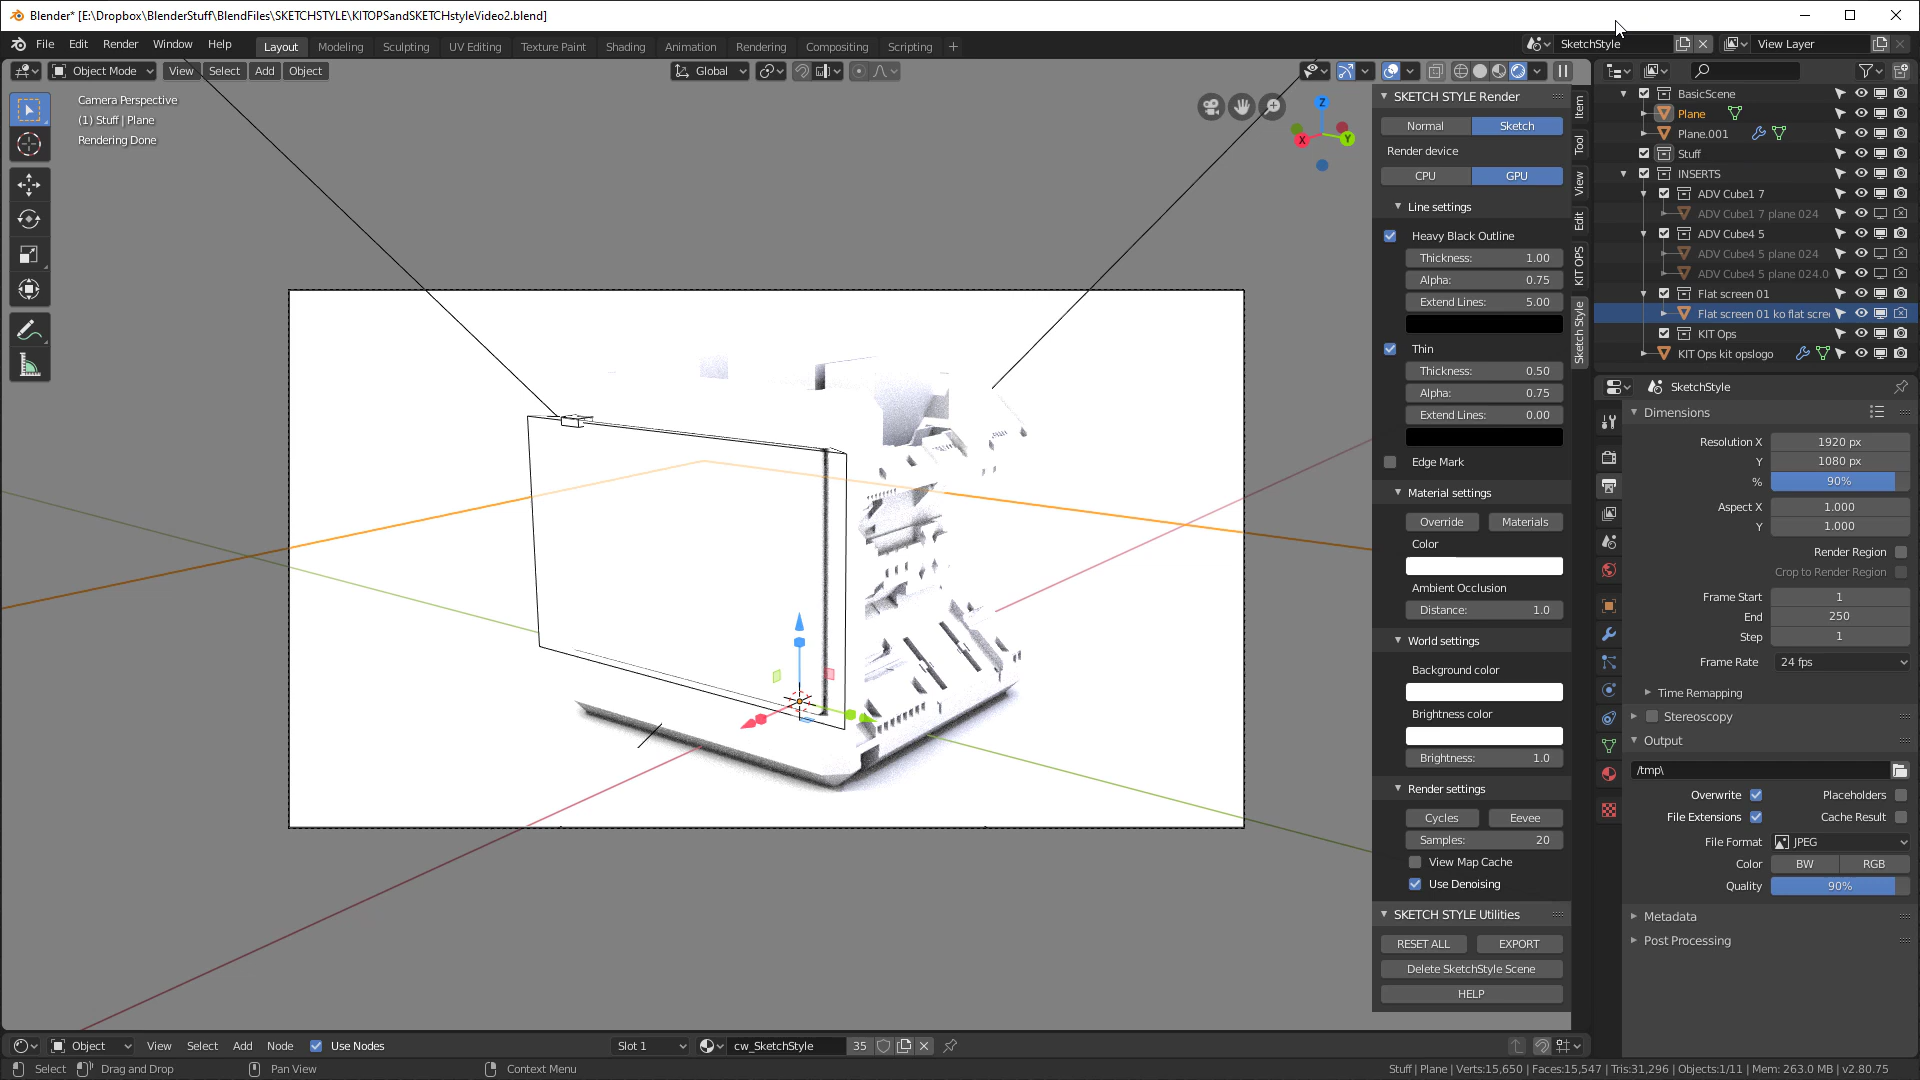 Blender* [E:\Dropbox\BlenderStuff\BlendFiles\SKETCHSTYLE\KITOPSandSKETCHstyleVideo2.blend]
File Edit Render Window Help Layout Modeling Sculpting UV Editing Texture Paint Shading Animation Rendering Compositing Scripting + SketchStyle View Layer
Object Mode View Select Add Object Global
Camera Perspective
(1) Stuff | Plane
Rendering Done
Z
X
Y
SKETCH STYLE Render
Normal Sketch
Render device
CPU GPU
Line settings
Heavy Black Outline
Thickness: 1.00
Alpha: 0.75
Extend Lines: 5.00
Thin
Thickness: 0.50
Alpha: 0.75
Extend Lines: 0.00
Edge Mark
Material settings
Override Materials
Color
Ambient Occlusion
Distance: 1.0
World settings
Background color
Brightness color
Brightness: 1.0
Render settings
Cycles Eevee
Samples: 20
View Map Cache
Use Denoising
SKETCH STYLE Utilities
RESET ALL EXPORT
Delete SketchStyle Scene
HELP
Item
Tool
View
Edit
KIT OPS
Sketch Style
BasicScene
Plane
Plane.001
Stuff
INSERTS
ADV Cube1 7
ADV Cube1 7 plane 024
ADV Cube4 5
ADV Cube4 5 plane 024
ADV Cube4 5 plane 024.0
Flat screen 01
Flat screen 01 ko flat scree
KIT Ops
KIT Ops kit opslogo
SketchStyle
Dimensions
Resolution X 1920 px
Y 1080 px
% 90%
Aspect X 1.000
Y 1.000
Render Region
Crop to Render Region
Frame Start 1
End 250
Step 1
Frame Rate 24 fps
Time Remapping
Stereoscopy
Output
/tmp\
Overwrite Placeholders
File Extensions Cache Result
File Format JPEG
Color BW RGB
Quality 90%
Metadata
Post Processing
Object View Select Add Node Use Nodes Slot 1 cw_SketchStyle 35
Select Drag and Drop Pan View Context Menu Stuff | Plane | Verts:15,650 | Faces:15,547 | Tris:31,296 | Objects:1/11 | Mem: 263.0 MB | v2.80.75